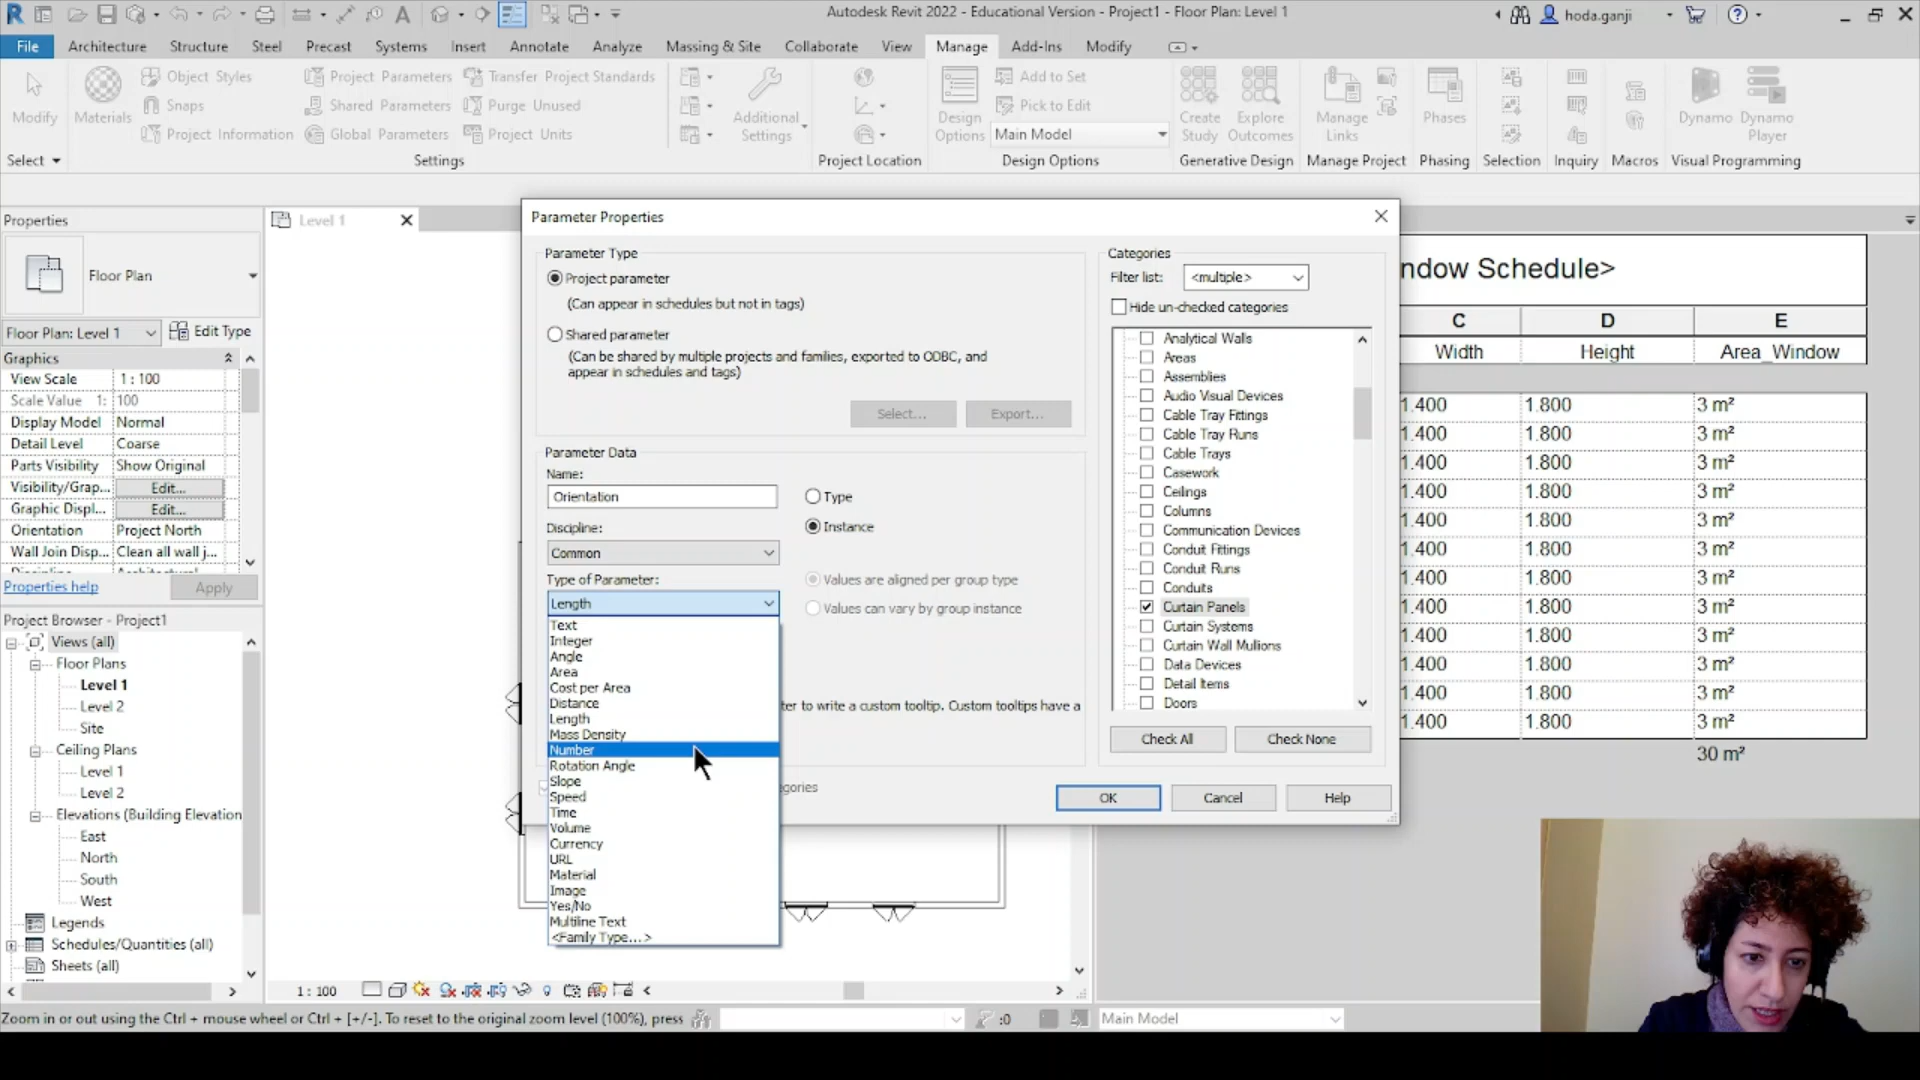 Autodesk Revit 2022 - Educational Version - Project1 - Floor Plan: Level 1
hoda.ganji
File Architecture Structure Steel Precast Systems Insert Annotate Analyze Massing & Site Collaborate View Manage Add-Ins Modify
Modify
Materials
Object Styles
Snaps
Project Information
Project Parameters
Shared Parameters
Global Parameters
Transfer Project Standards
Purge Unused
Project Units
Additional
Settings
Design
Options
Add to Set
Pick to Edit
Main Model
Create
Study
Explore
Outcomes
Manage
Links
Phases
Dynamo
Dynamo
Player
Select
Settings
Project Location
Design Options
Generative Design
Manage Project
Phasing
Selection
Inquiry
Macros
Visual Programming
Properties
Floor Plan
Floor Plan: Level 1
Edit Type
Graphics
View Scale 1 : 100
Scale Value 1: 100
Display Model Normal
Detail Level Coarse
Parts Visibility Show Original
Visibility/Grap... Edit...
Graphic Displ... Edit...
Orientation Project North
Wall Join Disp... Clean all wall j...
Properties help Apply
Project Browser - Project1
Views (all)
Floor Plans
Level 1
Level 2
Site
Ceiling Plans
Level 1
Level 2
Elevations (Building Elevation
East
North
South
West
Legends
Schedules/Quantities (all)
Sheets (all)
Level 1
Parameter Properties
Parameter Type
Project parameter
(Can appear in schedules but not in tags)
Shared parameter
(Can be shared by multiple projects and families, exported to ODBC, and
appear in schedules and tags)
Select... Export...
Parameter Data
Name:
Orientation
Type
Discipline:
Instance
Common
Type of Parameter:
Values are aligned per group type
Length
Values can vary by group instance
Text
Integer
Angle
Area
Cost per Area
Distance
Length
Mass Density
Number
Rotation Angle
Slope
Speed
Time
Volume
Currency
URL
Material
Image
Yes/No
Multiline Text
<Family Type...>
ter to write a custom tooltip. Custom tooltips have a
egories
Categories
Filter list: <multiple>
Hide un-checked categories
Analytical Walls
Areas
Assemblies
Audio Visual Devices
Cable Tray Fittings
Cable Tray Runs
Cable Trays
Casework
Ceilings
Columns
Communication Devices
Conduit Fittings
Conduit Runs
Conduits
Curtain Panels
Curtain Systems
Curtain Wall Mullions
Data Devices
Detail Items
Doors
Check All Check None
OK Cancel Help
ndow Schedule>
C D E
Width Height Area_Window
1.400 1.800 3 m²
1.400 1.800 3 m²
1.400 1.800 3 m²
1.400 1.800 3 m²
1.400 1.800 3 m²
1.400 1.800 3 m²
1.400 1.800 3 m²
1.400 1.800 3 m²
1.400 1.800 3 m²
1.400 1.800 3 m²
1.400 1.800 3 m²
1.400 1.800 3 m²
30 m²
1 : 100
Zoom in or out using the Ctrl + mouse wheel or Ctrl + [+/-]. To reset to the original zoom level (100%), press
:0
Main Model